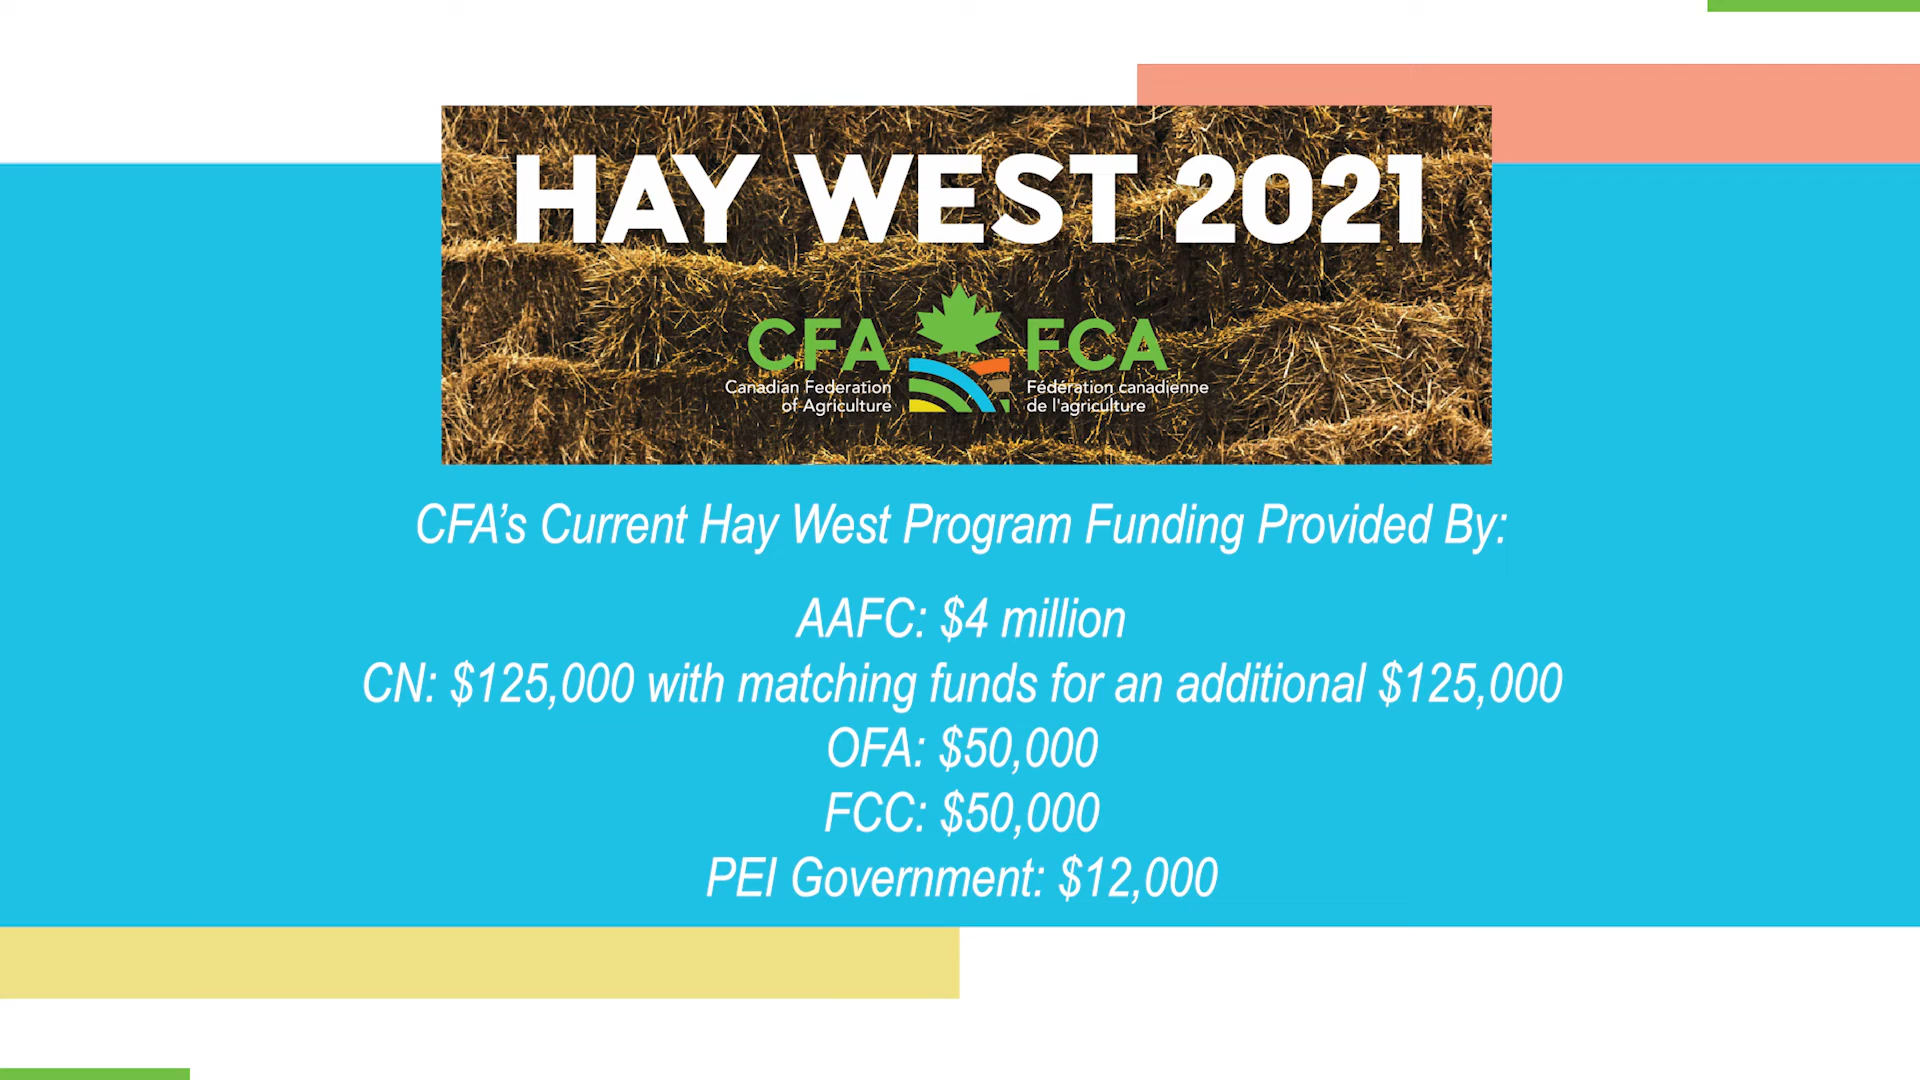 HAY WEST 2021
CFA FCA
Canadian Federation
of Agriculture
Fédération canadienne
de l'agriculture
CFA’s Current Hay West Program Funding Provided By:
AAFC: $4 million
CN: $125,000 with matching funds for an additional $125,000
OFA: $50,000
FCC: $50,000
PEI Government: $12,000